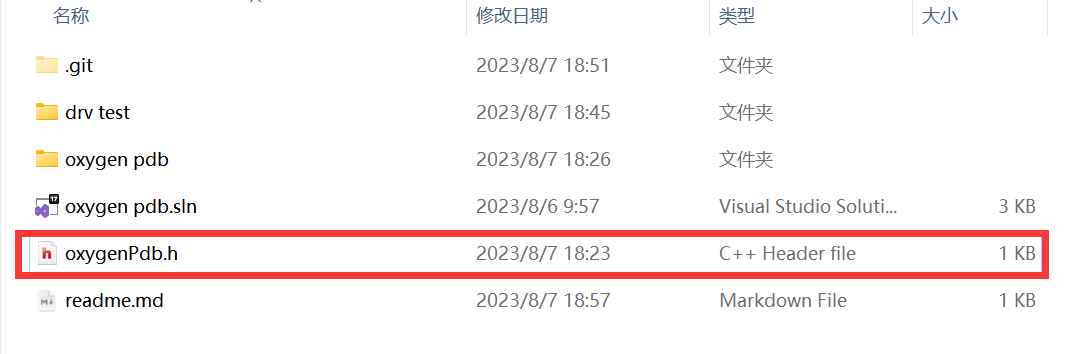 名称 修改日期 类型 大小
.git 2023/8/7 18:51 文件夹
drv test 2023/8/7 18:45 文件夹
oxygen pdb 2023/8/7 18:26 文件夹
oxygen pdb.sln 2023/8/6 9:57 Visual Studio Soluti... 3 KB
oxygenPdb.h 2023/8/7 18:23 C++ Header file 1 KB
readme.md 2023/8/7 18:57 Markdown File 1 KB